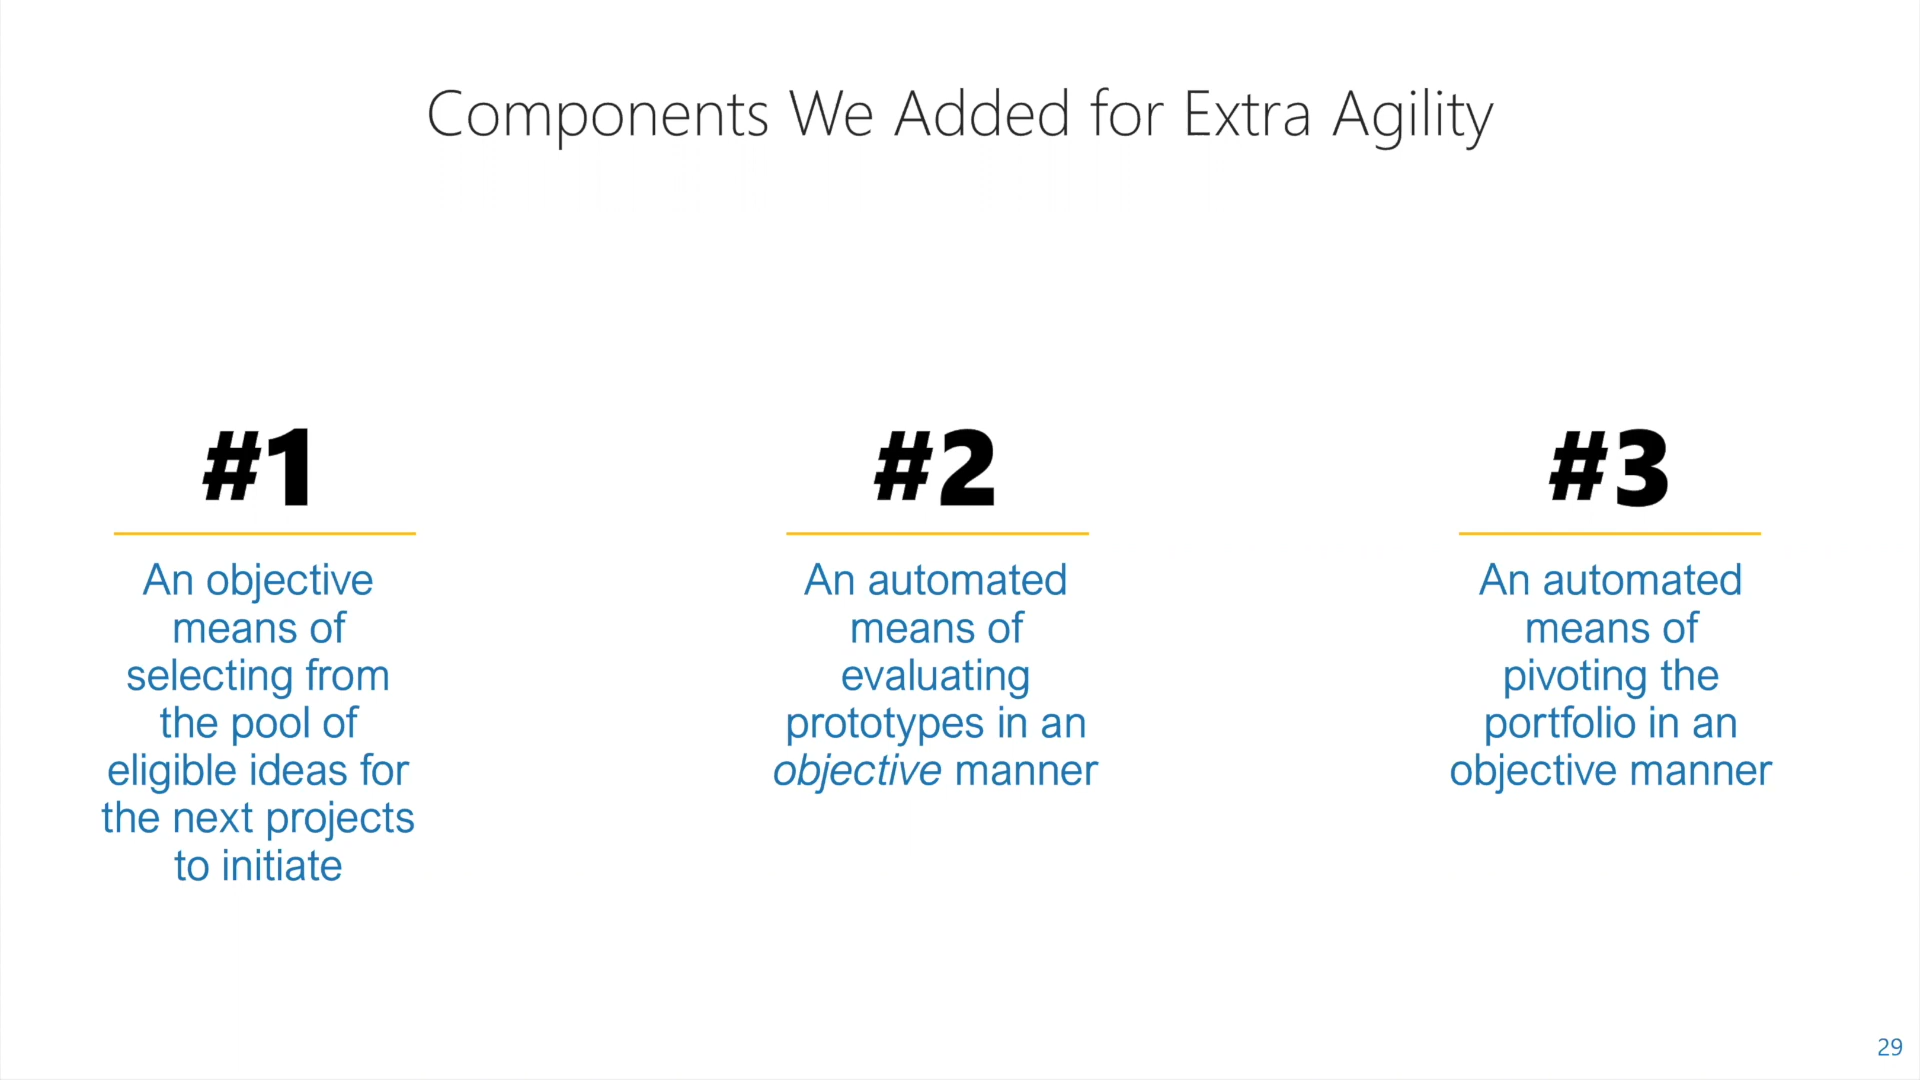 Components We Added for Extra Agility
#1
An objective
means of
selecting from
the pool of
eligible ideas for
the next projects
to initiate
#2
An automated
means of
evaluating
prototypes in an
objective manner
#3
An automated
means of
pivoting the
portfolio in an
objective manner
29